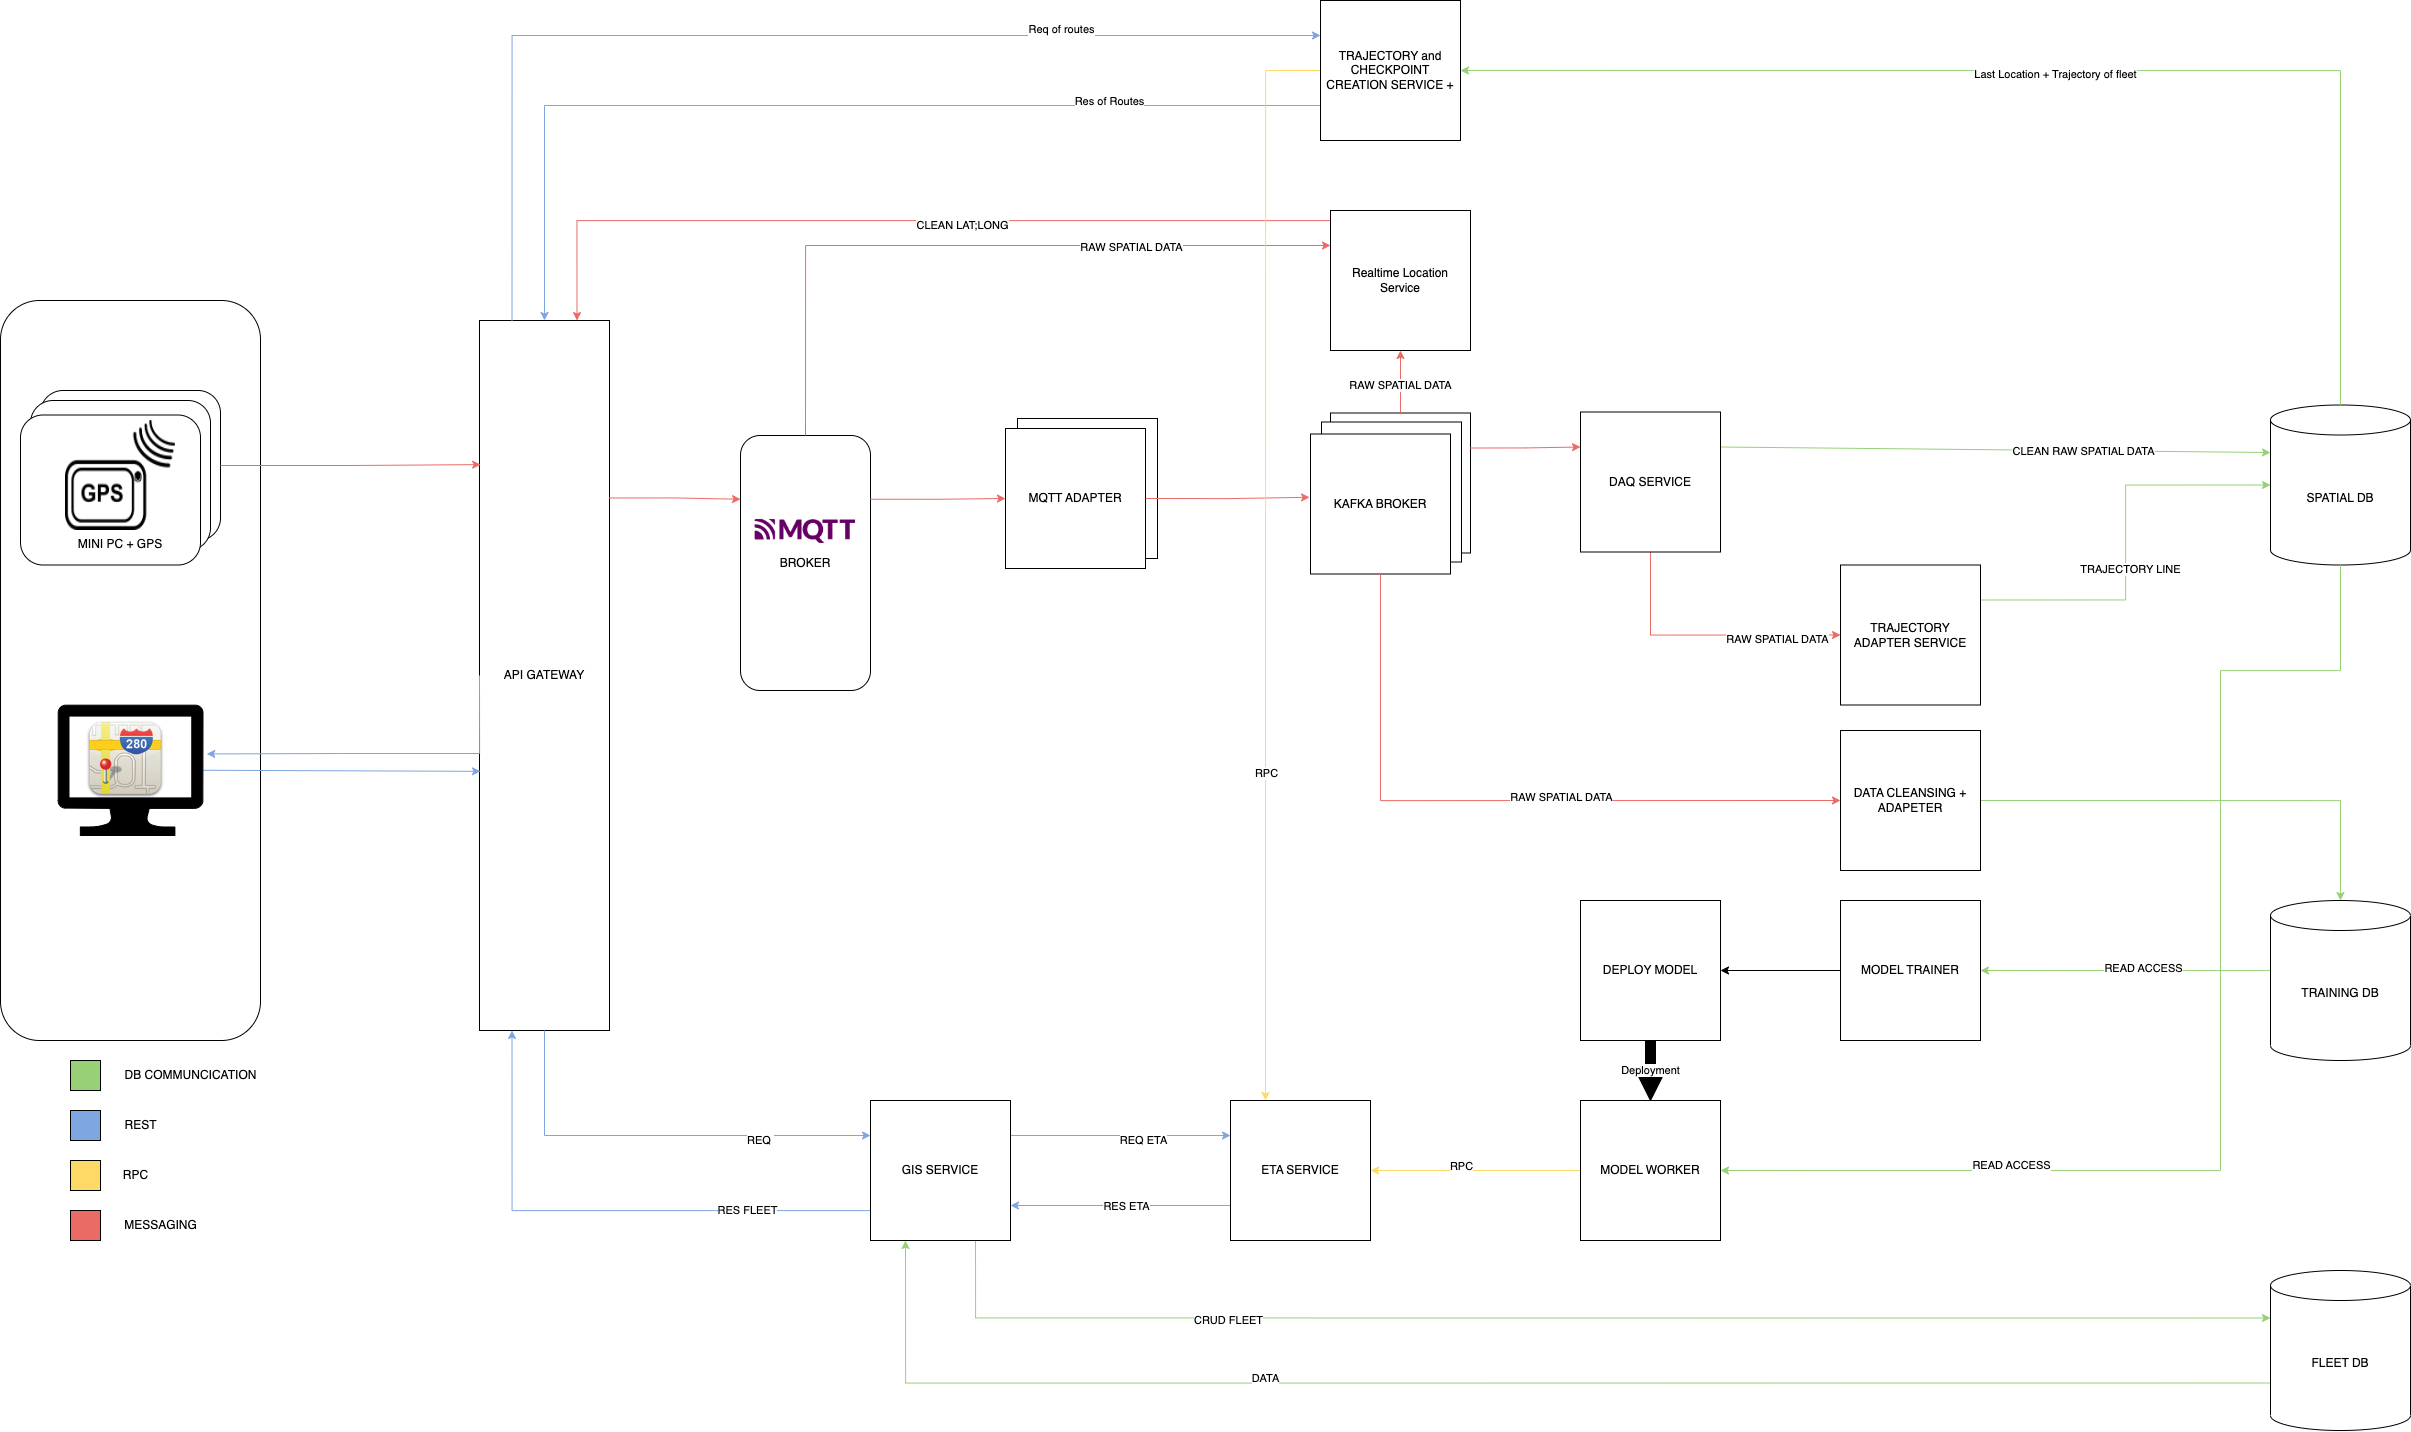 Req of routes
TRAJECTORY and
CHECKPOINT
CREATION SERVICE +
Last Location + Trajectory of fleet
Res of Routes
CLEAN LAT;LONG
RAW SPATIAL DATA
Realtime Location
Service
RAW SPATIAL DATA
GPS
MINI PC + GPS
MQTT
BROKER
MQTT ADAPTER
KAFKA BROKER
DAQ SERVICE
CLEAN RAW SPATIAL DATA
SPATIAL DB
TRAJECTORY LINE
RAW SPATIAL DATA
TRAJECTORY
ADAPTER SERVICE
API GATEWAY
280
RPC
RAW SPATIAL DATA
DATA CLEANSING +
ADAPETER
DEPLOY MODEL
MODEL TRAINER
READ ACCESS
TRAINING DB
Deployment
DB COMMUNCICATION
REST
RPC
MESSAGING
REQ
GIS SERVICE
REQ ETA
ETA SERVICE
RPC
MODEL WORKER
READ ACCESS
RES FLEET
RES ETA
CRUD FLEET
DATA
FLEET DB